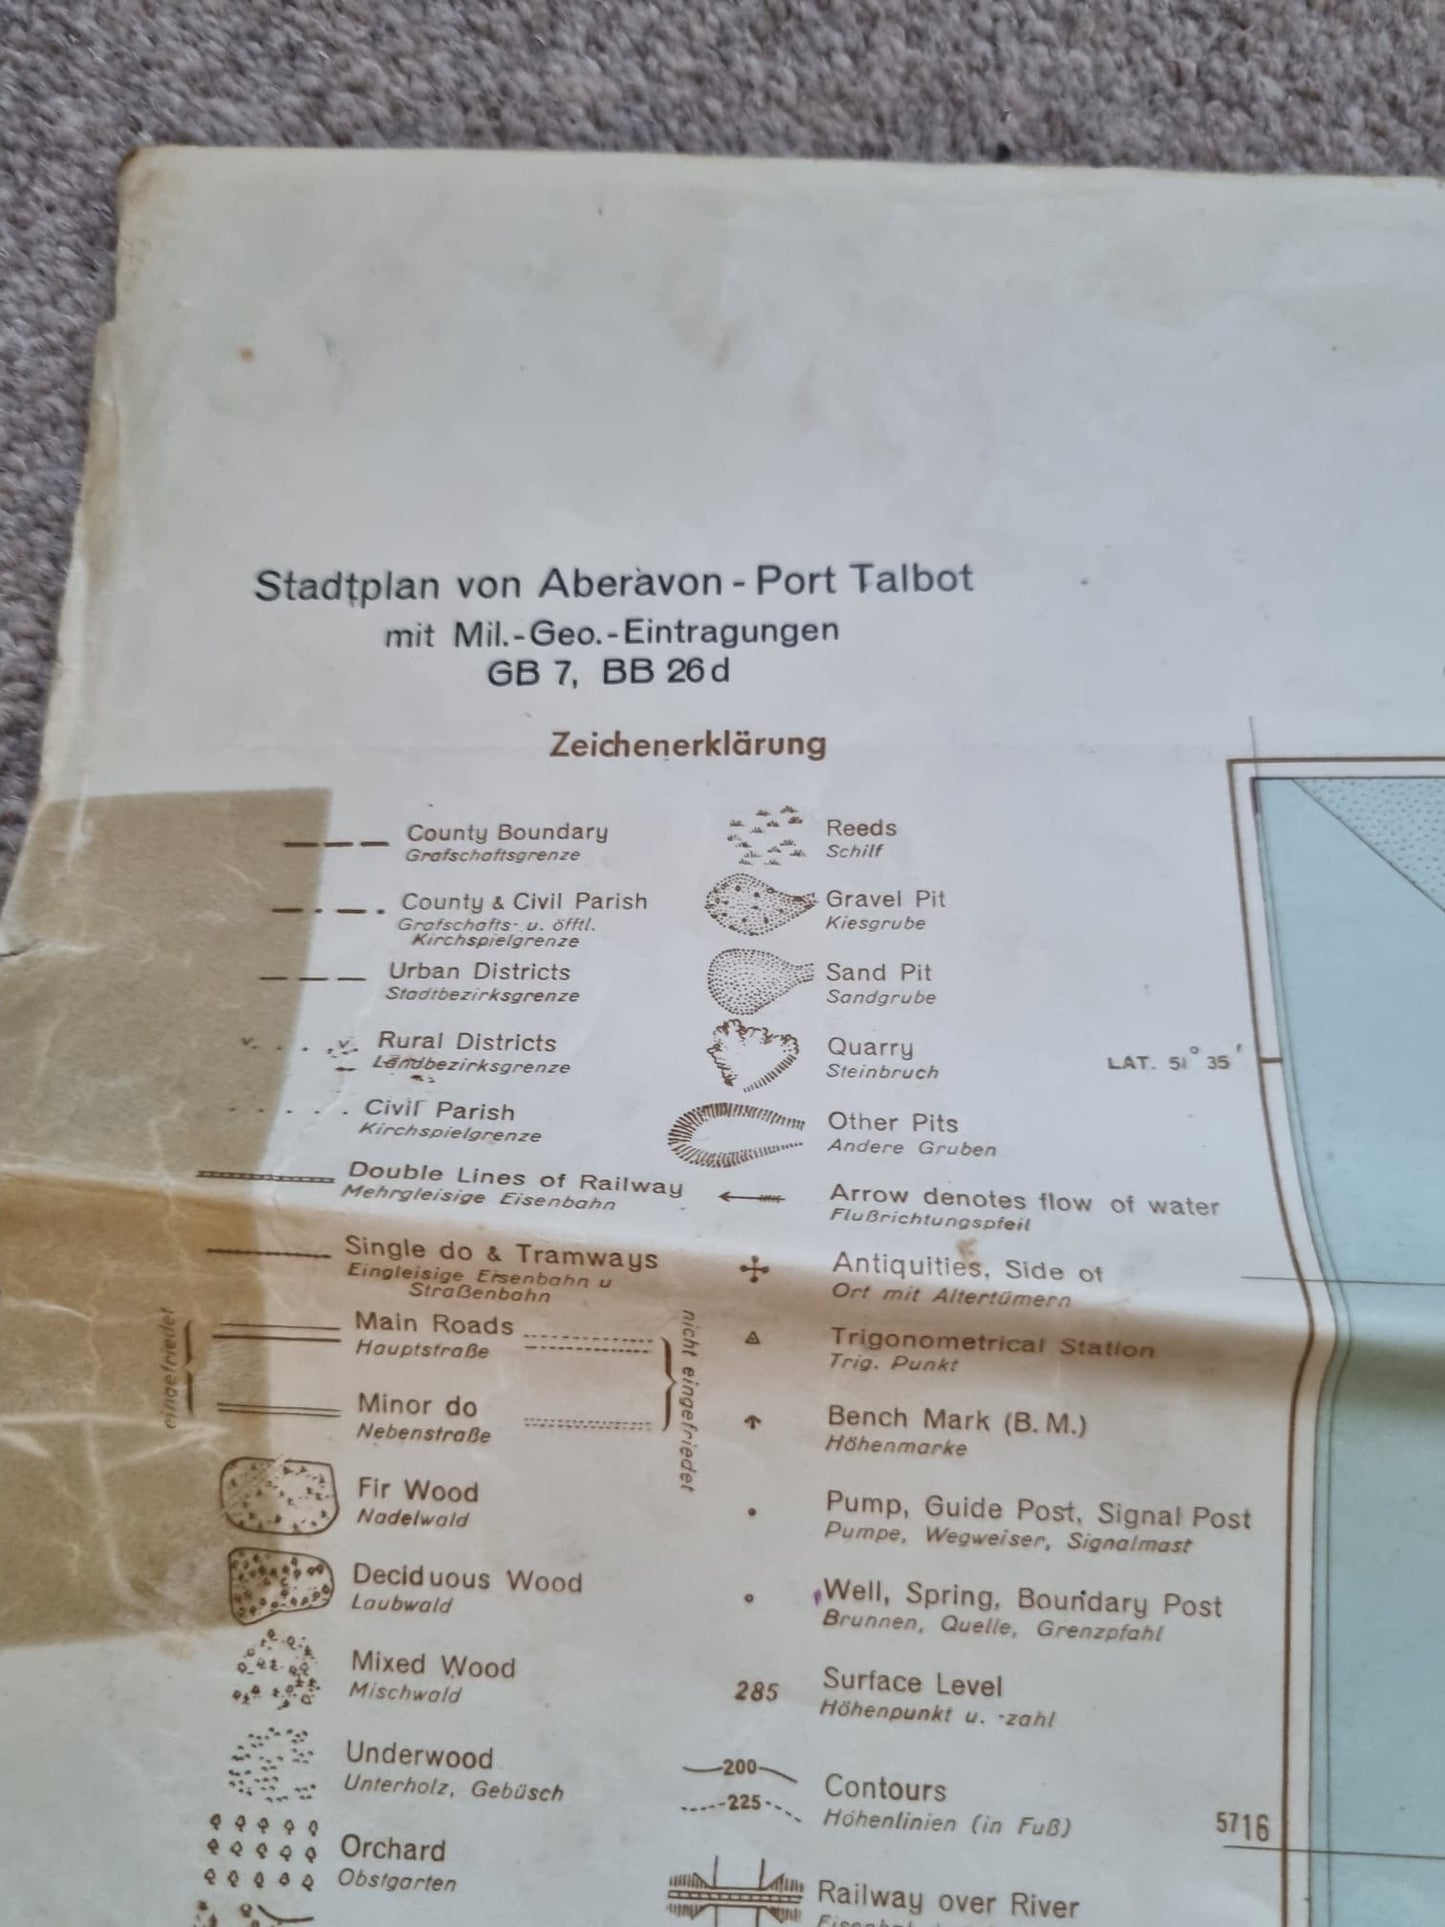 Stadtplan von Aberavon - Port Talbot
mit Mil.-Geo.-Eintragungen
GB 7, BB 26d
Zeichenerklärung
County Boundary
Grafschaftsgrenze
County & Civil Parish
Grafschafts- u. öfftl.
Kirchspielgrenze
Urban Districts
Stadtbezirksgrenze
Rural Districts
Landbezirksgrenze
Civil Parish
Kirchspielgrenze
Double Lines of Railway
Mehrgleisige Eisenbahn
Single do & Tramways
Eingleisige Eisenbahn u
Straßenbahn
eingefriedet
Main Roads
Hauptstraße
Minor do
Nebenstraße
nicht eingefriedet
Fir Wood
Nadelwald
Deciduous Wood
Laubwald
Mixed Wood
Mischwald
Underwood
Unterholz, Gebüsch
Orchard
Obstgarten
Reeds
Schilf
Gravel Pit
Kiesgrube
Sand Pit
Sandgrube
Quarry
Steinbruch
Other Pits
Andere Gruben
Arrow denotes flow of water
Flußrichtungspfeil
Antiquities, Side of
Ort mit Altertümern
Trigonometrical Station
Trig. Punkt
Bench Mark (B.M.)
Höhenmarke
Pump, Guide Post, Signal Post
Pumpe, Wegweiser, Signalmast
Well, Spring, Boundary Post
Brunnen, Quelle, Grenzpfahl
285 Surface Level
Höhenpunkt u. -zahl
200
225
Contours
Höhenlinien (in Fuß)
Railway over River
LAT. 51° 35'
5716